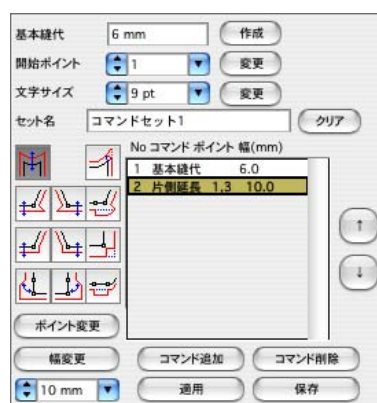 基本縫代 6 mm 作成
開始ポイント 1 変更
文字サイズ 9 pt 変更
セット名 コマンドセット1 クリア
No コマンド ポイント 幅(mm)
1 基本縫代 6.0
2 片側延長 1,3 10.0
↑
↓
ポイント変更
幅変更 コマンド追加 コマンド削除
10 mm 適用 保存